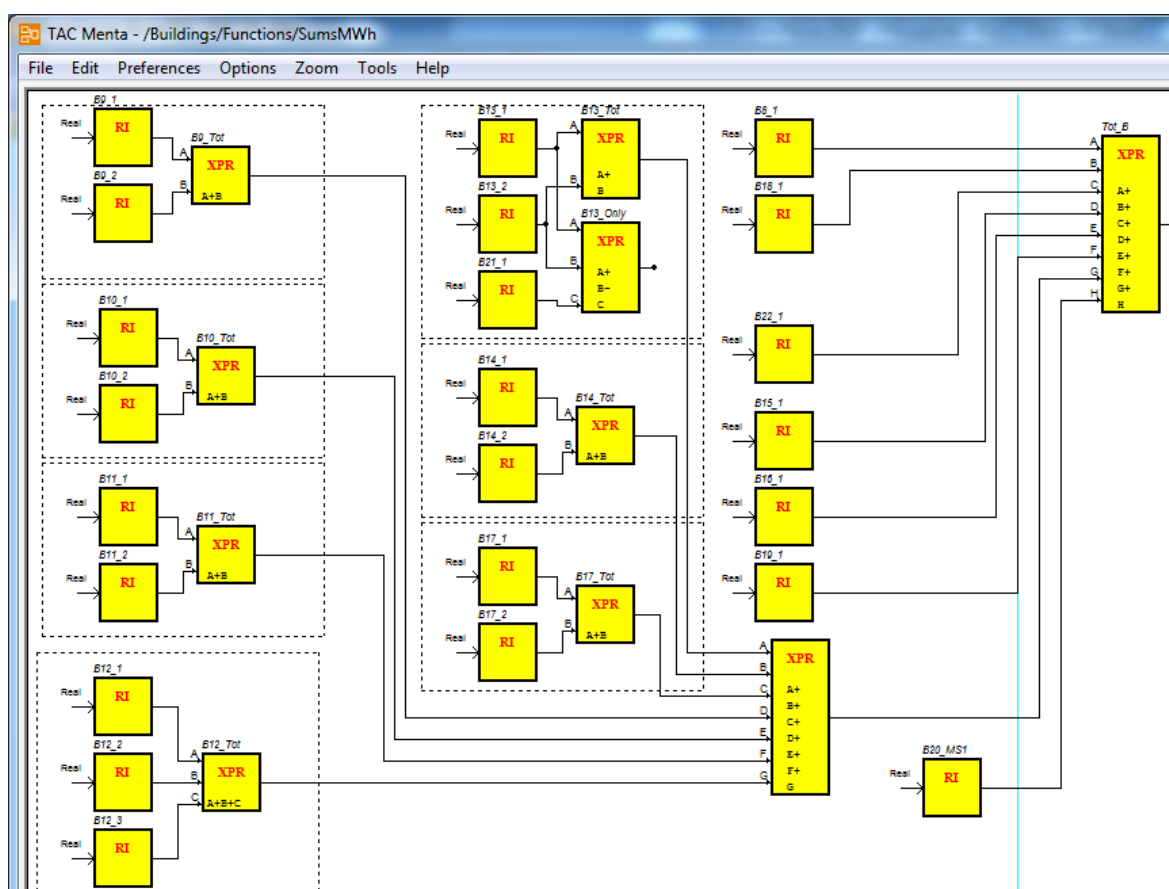 TAC Menta - /Buildings/Functions/SumsMWh
File Edit Preferences Options Zoom Tools Help
B9_1
Real
RI
B9_Tot
A
XPR
B9_2
B
A+B
Real
RI
B10_1
Real
RI
B10_Tot
A
XPR
B10_2
B
A+B
Real
RI
B11_1
Real
RI
B11_Tot
A
XPR
B11_2
B
A+B
Real
RI
B12_1
Real
RI
B12_2
B12_Tot
A
XPR
Real
RI
B
C
A+B+C
B12_3
Real
RI
B13_1
Real
RI
B13_Tot
A
XPR
B13_2
B
A+
B
Real
RI
B13_Only
A
XPR
B21_1
B
A+
B-
Real
RI
C
C
B14_1
Real
RI
B14_Tot
A
XPR
B14_2
B
A+B
Real
RI
B17_1
Real
RI
B17_Tot
A
XPR
B17_2
B
A+B
Real
RI
A
XPR
B
C
A+
D
B+
C+
E
D+
F
E+
F+
G
G
B8_1
Real
RI
B18_1
Real
RI
B22_1
Real
RI
B15_1
Real
RI
B16_1
Real
RI
B19_1
Real
RI
B20_MS1
Real
RI
Tot_B
A
XPR
B
C
A+
D
B+
C+
E
D+
F
E+
G
F+
G+
H
H